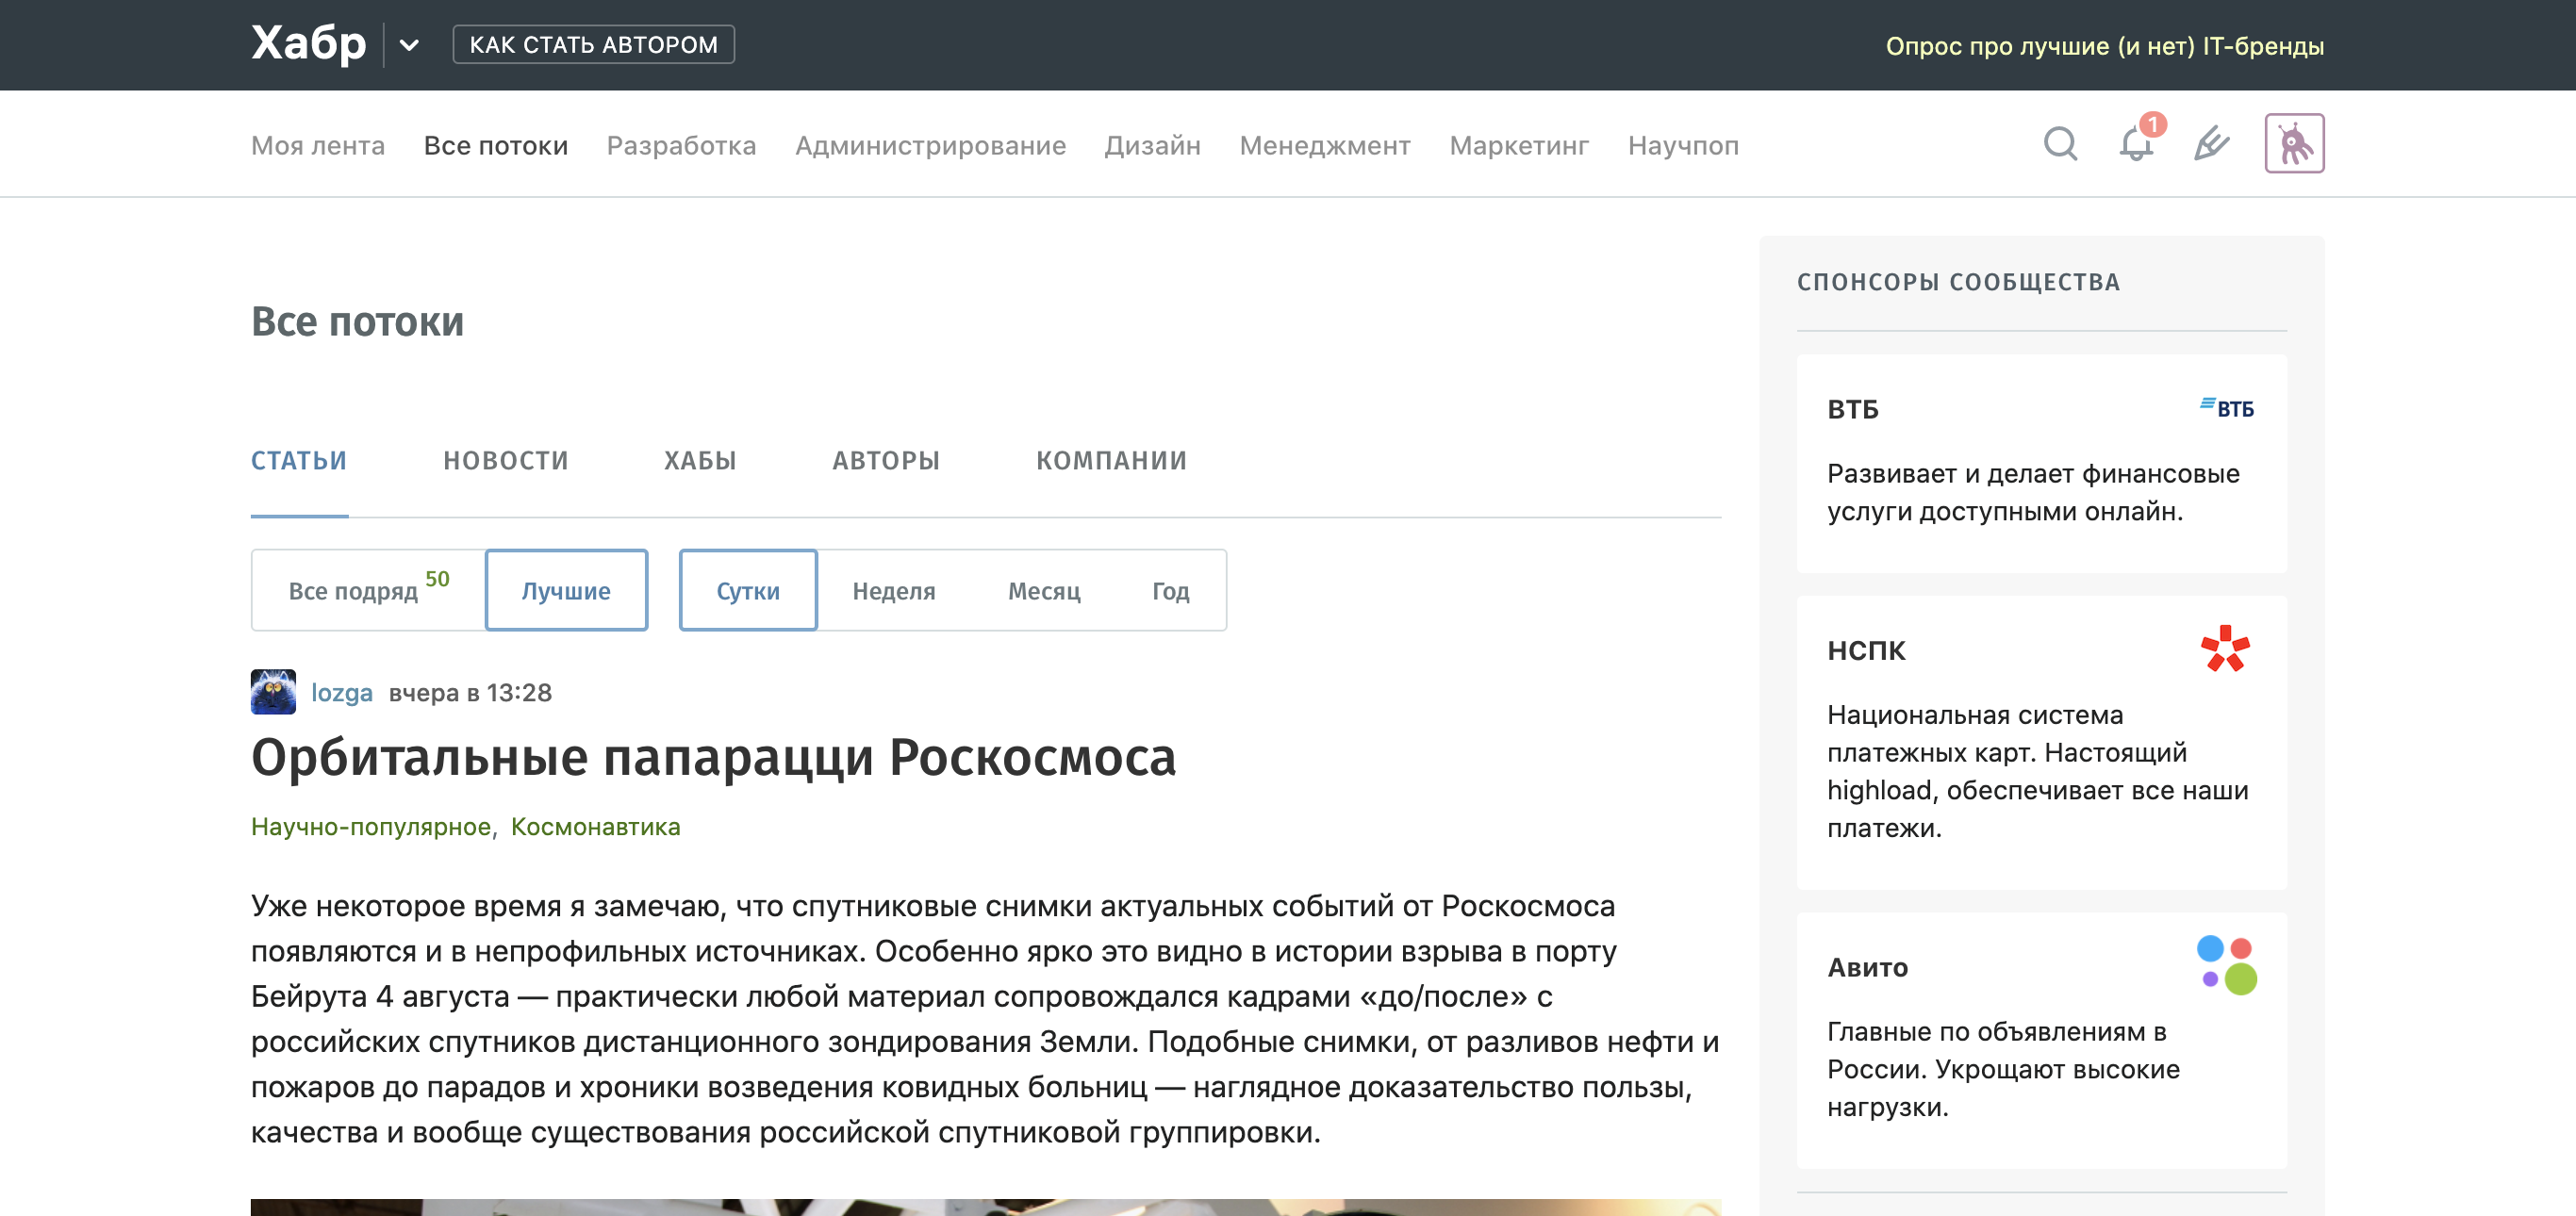 Хабр
КАК СТАТЬ АВТОРОМ
Опрос про лучшие (и нет) IT-бренды
Моя лента Все потоки Разработка Администрирование Дизайн Менеджмент Маркетинг Научпоп
1
Все потоки
СТАТЬИ НОВОСТИ ХАБЫ АВТОРЫ КОМПАНИИ
Все подряд 50 Лучшие Сутки Неделя Месяц Год
lozga вчера в 13:28
Орбитальные папарацци Роскосмоса
Научно-популярное, Космонавтика
Уже некоторое время я замечаю, что спутниковые снимки актуальных событий от Роскосмоса
появляются и в непрофильных источниках. Особенно ярко это видно в истории взрыва в порту
Бейрута 4 августа — практически любой материал сопровождался кадрами «до/после» с
российских спутников дистанционного зондирования Земли. Подобные снимки, от разливов нефти и
пожаров до парадов и хроники возведения ковидных больниц — наглядное доказательство пользы,
качества и вообще существования российской спутниковой группировки.
СПОНСОРЫ СООБЩЕСТВА
ВТБ
ВТБ
Развивает и делает финансовые
услуги доступными онлайн.
НСПК
Национальная система
платежных карт. Настоящий
highload, обеспечивает все наши
платежи.
Авито
Главные по объявлениям в
России. Укрощают высокие
нагрузки.